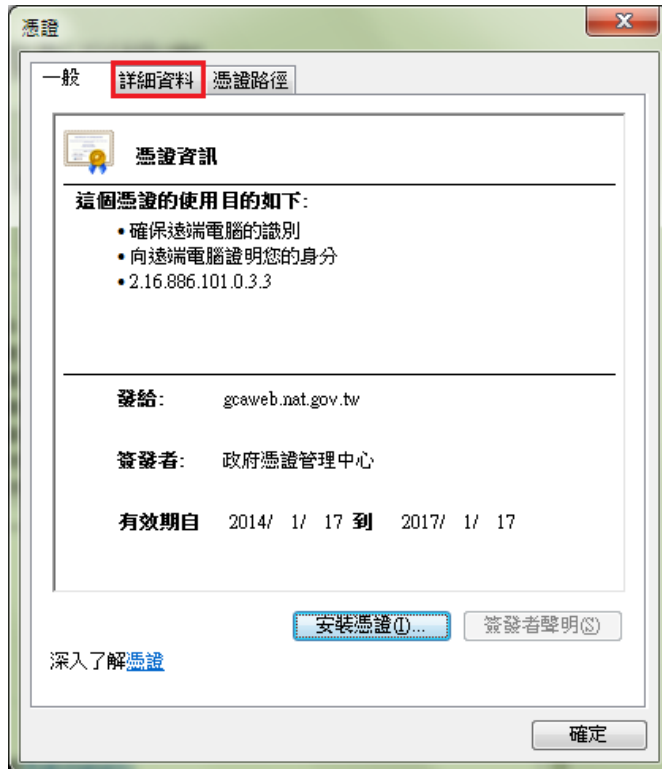 憑證
一般 詳細資料 憑證路徑
憑證資訊
這個憑證的使用目的如下:
• 確保遠端電腦的識別
• 向遠端電腦證明您的身分
• 2.16.886.101.0.3.3
發給: gcaweb.nat.gov.tw
簽發者: 政府憑證管理中心
有效期自 2014/ 1/ 17 到 2017/ 1/ 17
安裝憑證(I)... 簽發者聲明(S)
深入了解憑證
確定